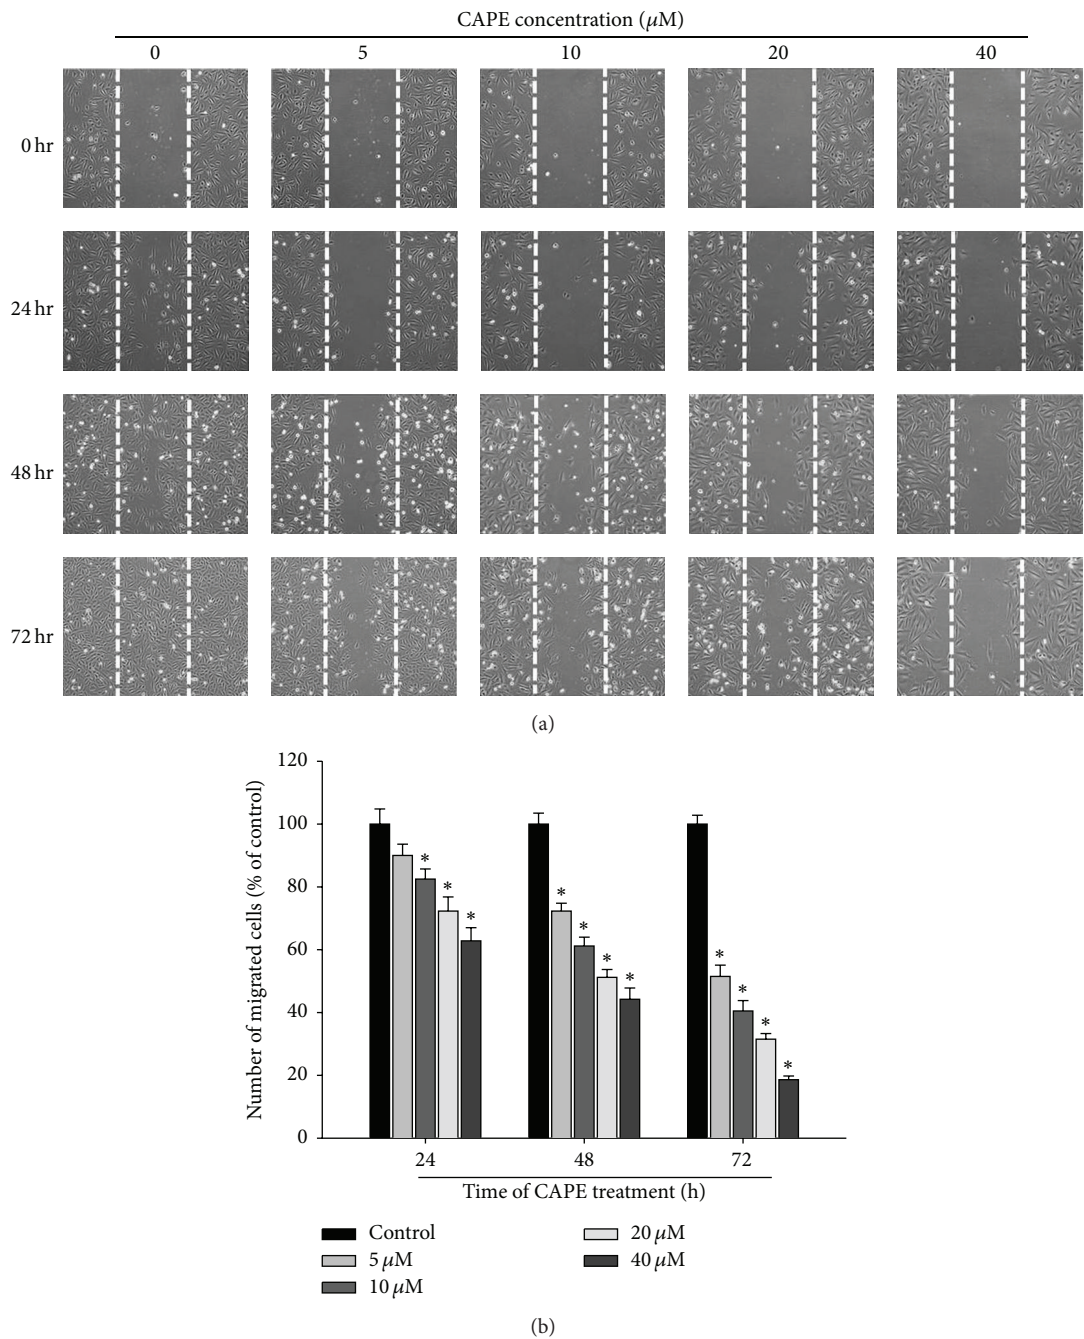 CAPE concentration (μM)
0 5 10 20 40
0 hr
24 hr
48 hr
72 hr
(a)
120
100
80
60
40
20
0
Number of migrated cells (% of control)
* * *
* * * *
* * * *
24 48 72
Time of CAPE treatment (h)
Control 20 μM
5 μM 40 μM
10 μM
(b)